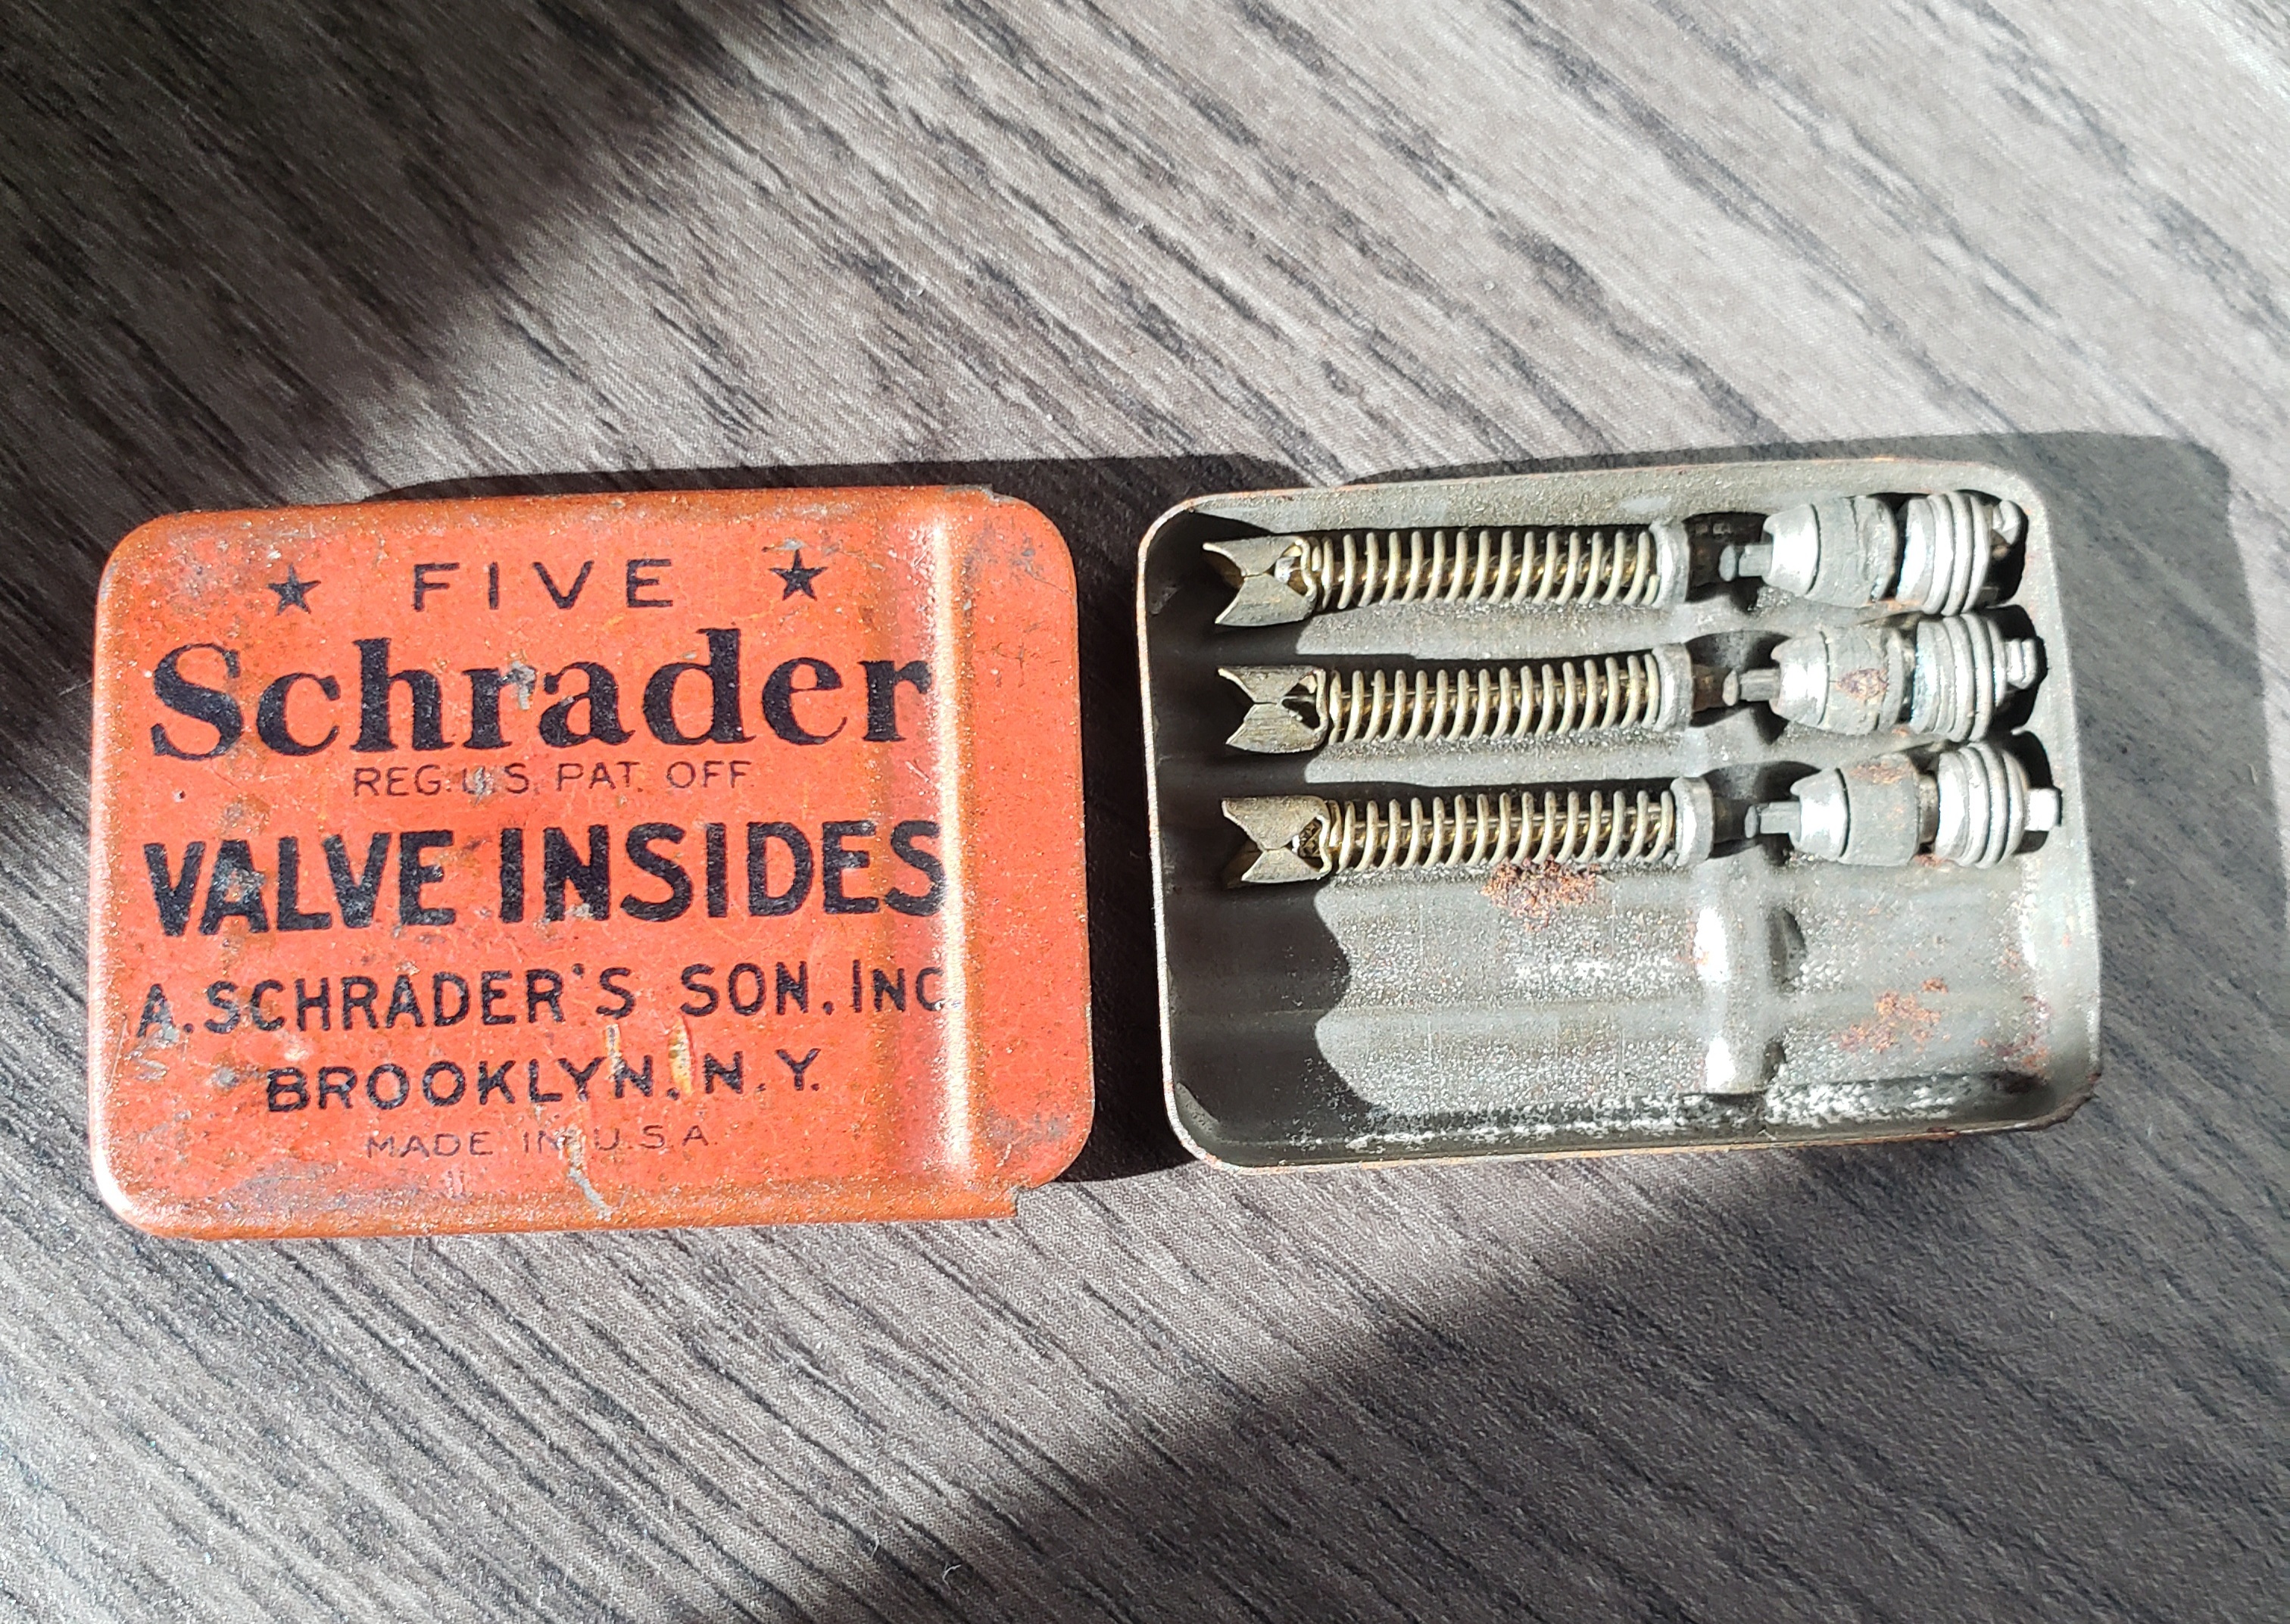 ★ FIVE ★
Schrader
REG. U.S. PAT. OFF
VALVE INSIDES
A. SCHRADER'S SON, INC
BROOKLYN, N.Y.
MADE IN U.S.A.